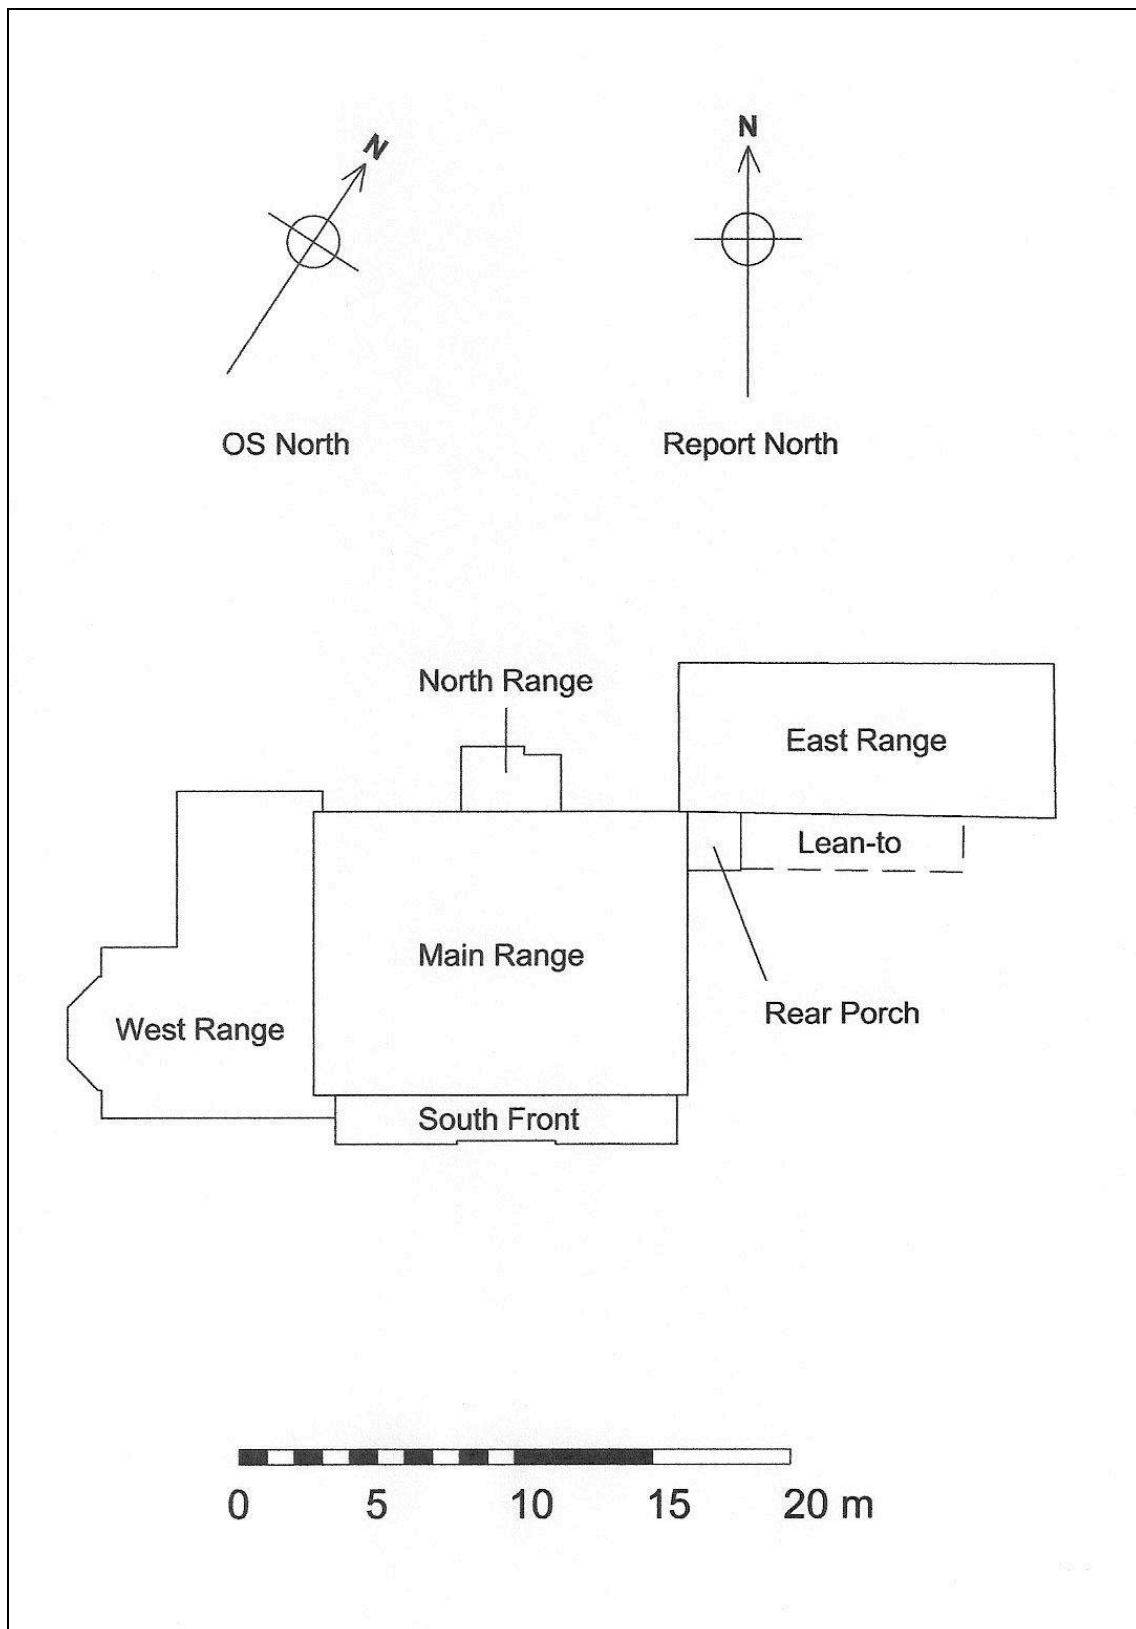 N
N
OS North
Report North
North Range
East Range
Lean-to
Main Range
Rear Porch
West Range
South Front
0 5 10 15 20 m